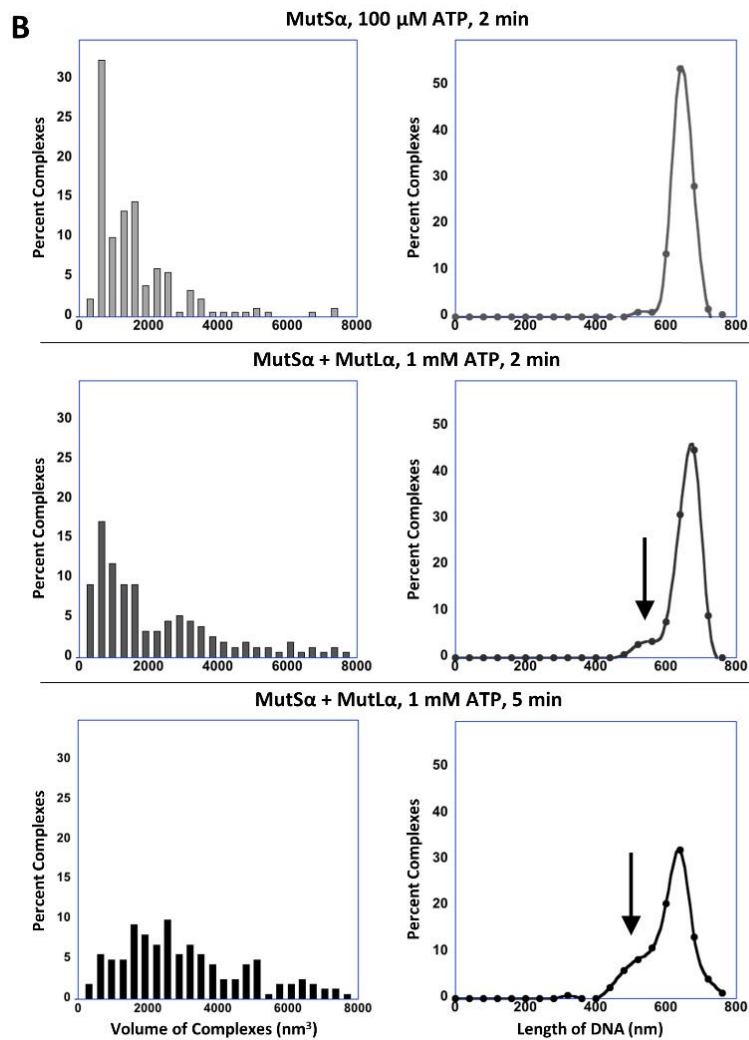 B
MutSα, 100 µM ATP, 2 min
Percent Complexes
30
25
20
15
10
5
0
0 2000 4000 6000 8000
Percent Complexes
50
40
30
20
10
0
0 200 400 600 800
MutSα + MutLα, 1 mM ATP, 2 min
Percent Complexes
30
25
20
15
10
5
0
0 2000 4000 6000 8000
Percent Complexes
50
40
30
20
10
0
0 200 400 600 800
MutSα + MutLα, 1 mM ATP, 5 min
Percent Complexes
30
25
20
15
10
5
0
0 2000 4000 6000 8000
Volume of Complexes (nm³)
Percent Complexes
50
40
30
20
10
0
0 200 400 600 800
Length of DNA (nm)